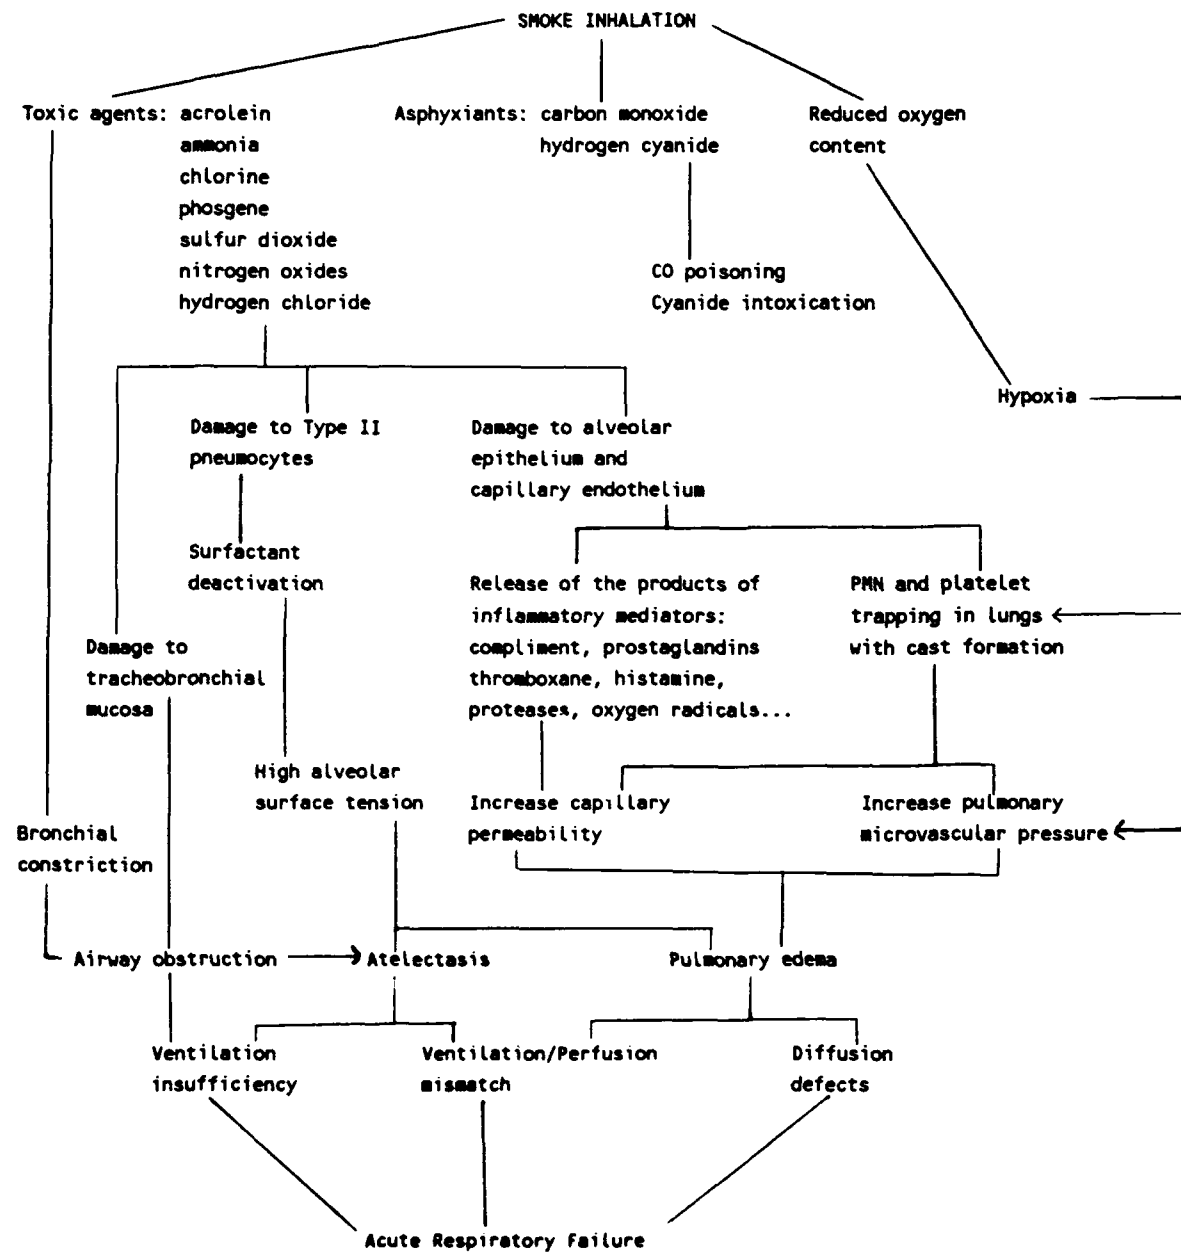 SMOKE INHALATION
Toxic agents: acrolein
ammonia
chlorine
phosgene
sulfur dioxide
nitrogen oxides
hydrogen chloride
Asphyxiants: carbon monoxide
hydrogen cyanide
Reduced oxygen
content
CO poisoning
Cyanide intoxication
Hypoxia
Damage to Type II
pneumocytes
Damage to alveolar
epithelium and
capillary endothelium
Surfactant
deactivation
Release of the products of
inflammatory mediators:
compliment, prostaglandins
thromboxane, histamine,
proteases, oxygen radicals...
PMN and platelet
trapping in lungs
with cast formation
Damage to
tracheobronchial
mucosa
High alveolar
surface tension
Increase capillary
permeability
Increase pulmonary
microvascular pressure
Bronchial
constriction
Airway obstruction
Atelectasis
Pulmonary edema
Ventilation
insufficiency
Ventilation/Perfusion
mismatch
Diffusion
defects
Acute Respiratory Failure